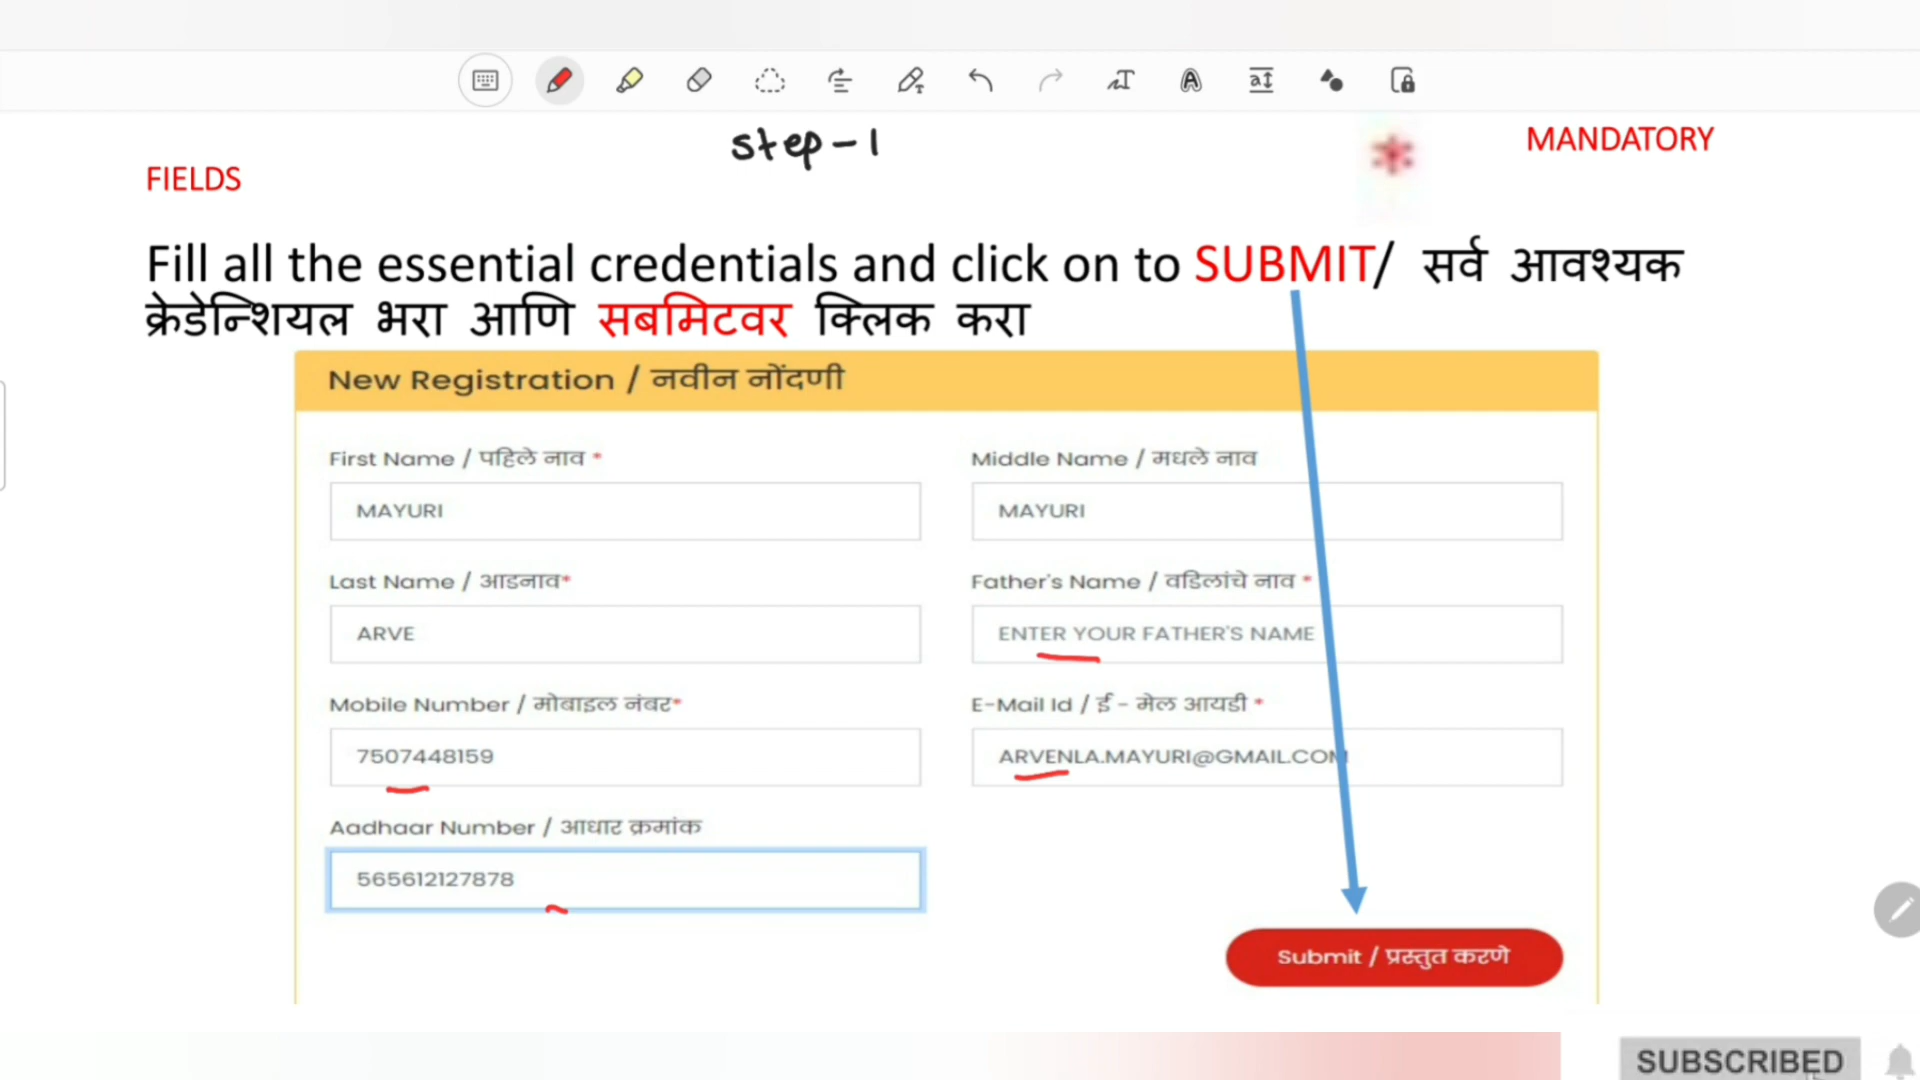 step-1
* MANDATORY
FIELDS
Fill all the essential credentials and click on to SUBMIT/ सर्व आवश्यक
क्रेडेन्शियल भरा आणि सबमिटवर क्लिक करा
New Registration / नवीन नोंदणी
First Name / पहिले नाव *
Middle Name / मधले नाव
MAYURI
MAYURI
Last Name / आडनाव*
Father's Name / वडिलांचे नाव *
ARVE
ENTER YOUR FATHER'S NAME
Mobile Number / मोबाइल नंबर*
E-Mail Id / ई - मेल आयडी *
7507448159
ARVENLA.MAYURI@GMAIL.COM
Aadhaar Number / आधार क्रमांक
565612127878
Submit / प्रस्तुत करणे
SUBSCRIBED